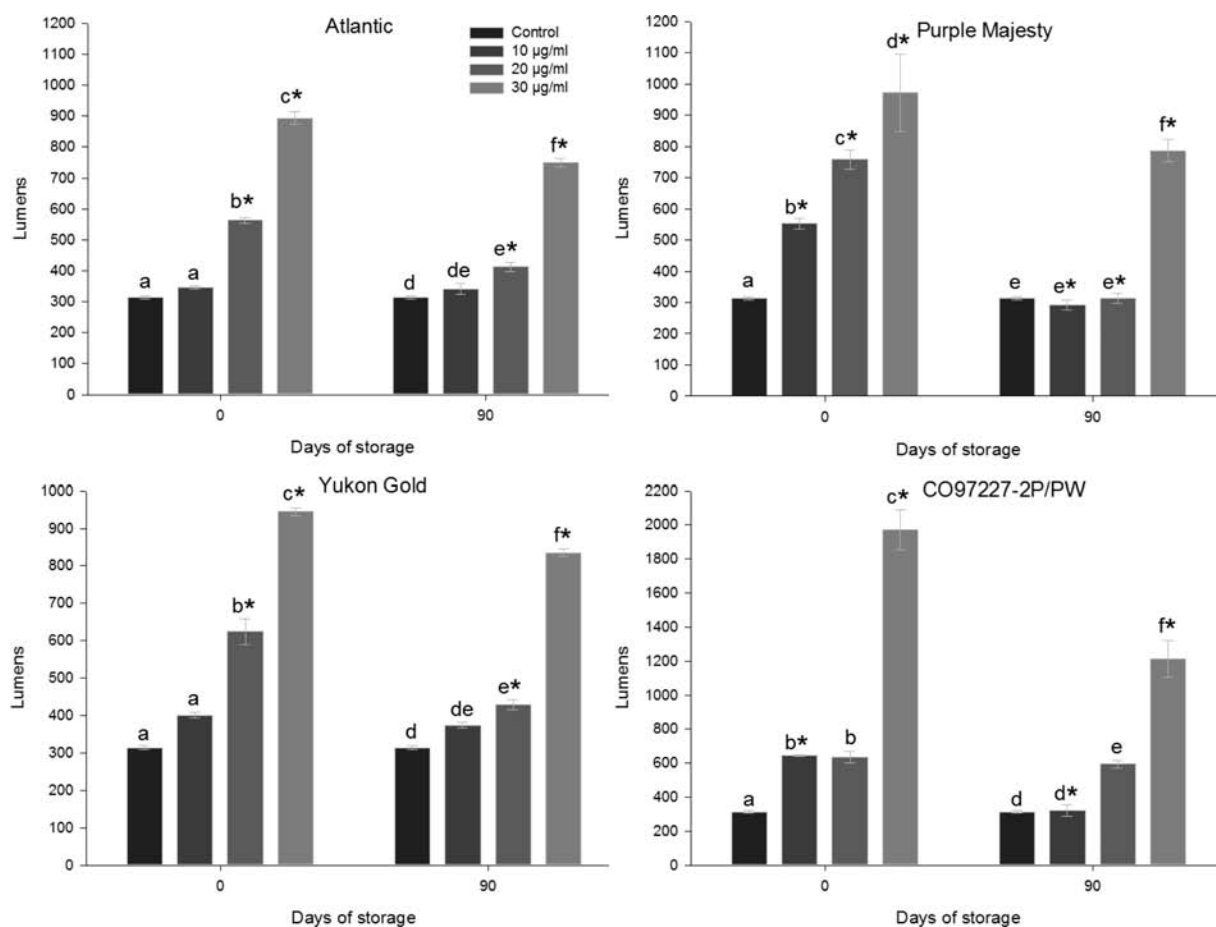 Atlantic
Control
10 µg/ml
20 µg/ml
30 µg/ml
1200
1100
1000
900
800
700
600
500
400
300
200
100
0
Lumens
a
a
b*
c*
d
de
e*
f*
0
90
Days of storage
Purple Majesty
1200
1100
1000
900
800
700
600
500
400
300
200
100
0
Lumens
a
b*
c*
d*
e
e*
e*
f*
0
90
Days of storage
Yukon Gold
1000
900
800
700
600
500
400
300
200
100
0
Lumens
a
a
b*
c*
d
de
e*
f*
0
90
Days of storage
CO97227-2P/PW
2200
2000
1800
1600
1400
1200
1000
800
600
400
200
0
Lumens
a
b*
b
c*
d
d*
e
f*
0
90
Days of storage